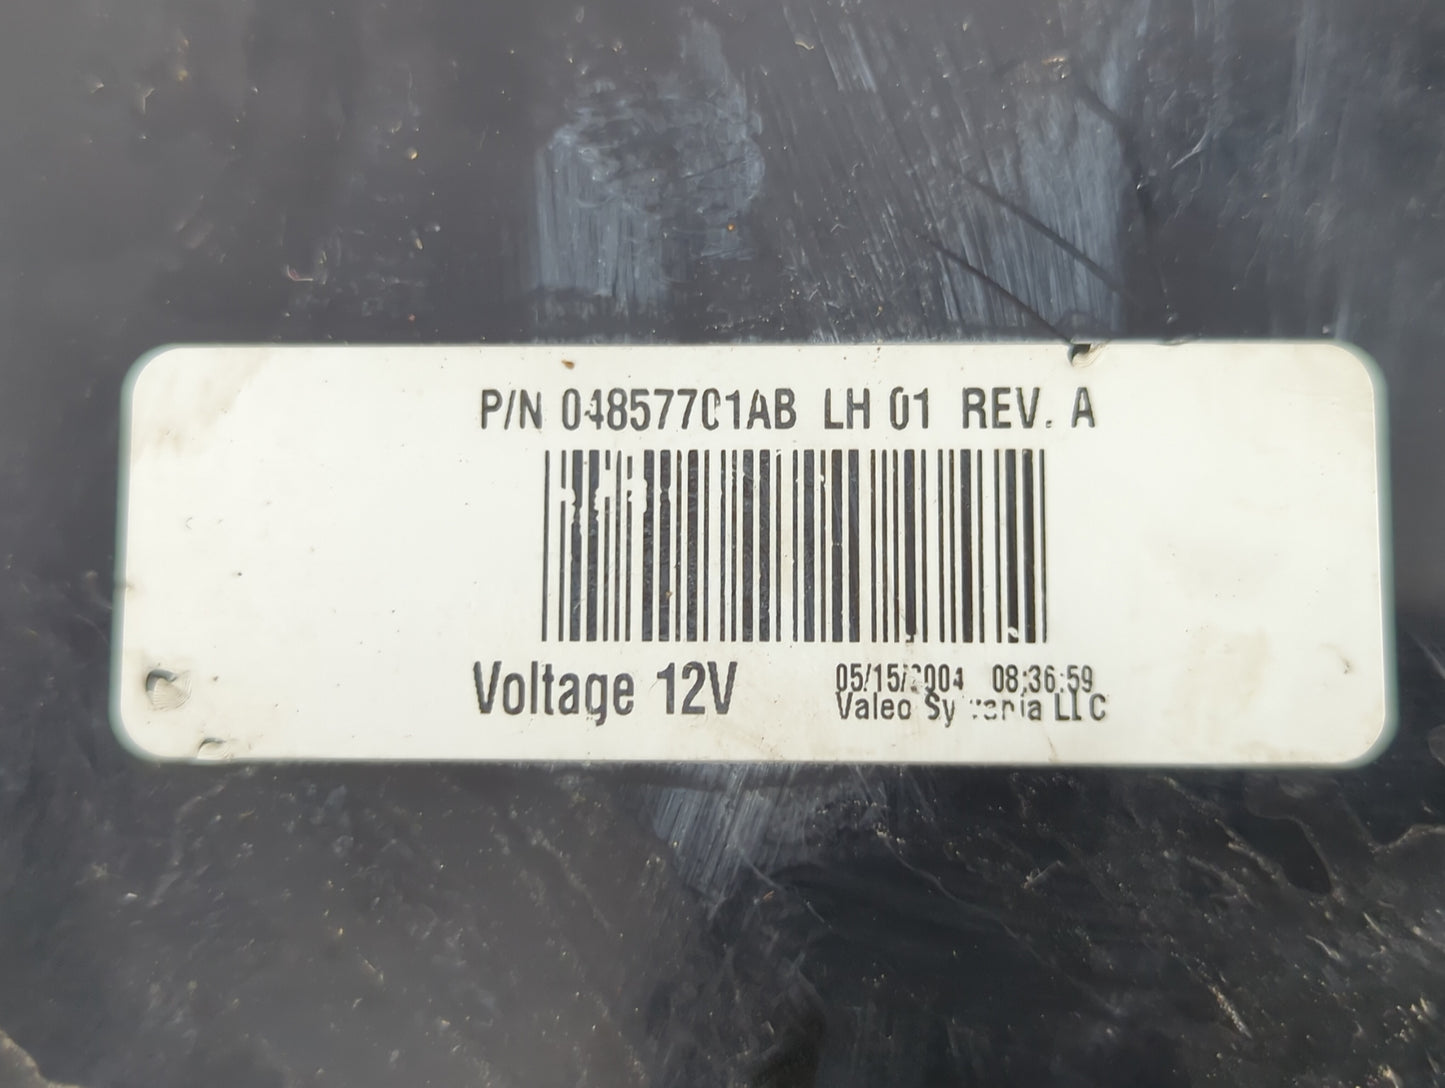 P/N 04857701AB LH 01 REV. A
Voltage 12V
05/15/2004 08:36:59
Valeo Sylvania LLC